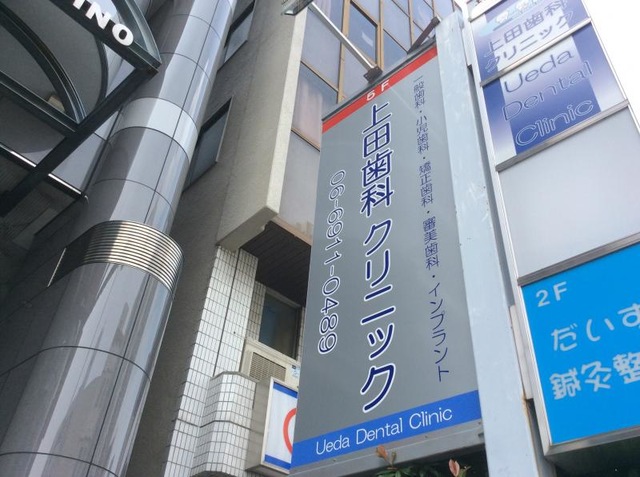 INO
5F
一般歯科・小児歯科・矯正歯科・審美歯科・インプラント
上田歯科クリニック
06-6911-0489
Ueda Dental Clinic
上田歯科
クリニック
Ueda
Dental
Clinic
2F
だいす
鍼灸整